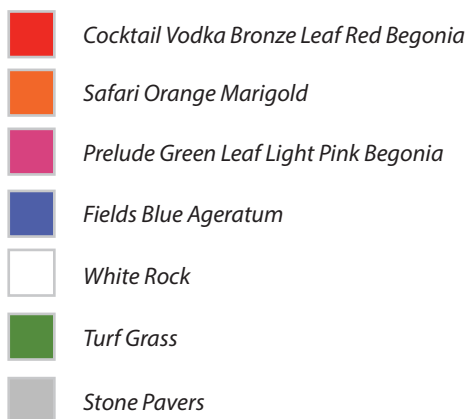 Cocktail Vodka Bronze Leaf Red Begonia
Safari Orange Marigold
Prelude Green Leaf Light Pink Begonia
Fields Blue Ageratum
White Rock
Turf Grass
Stone Pavers